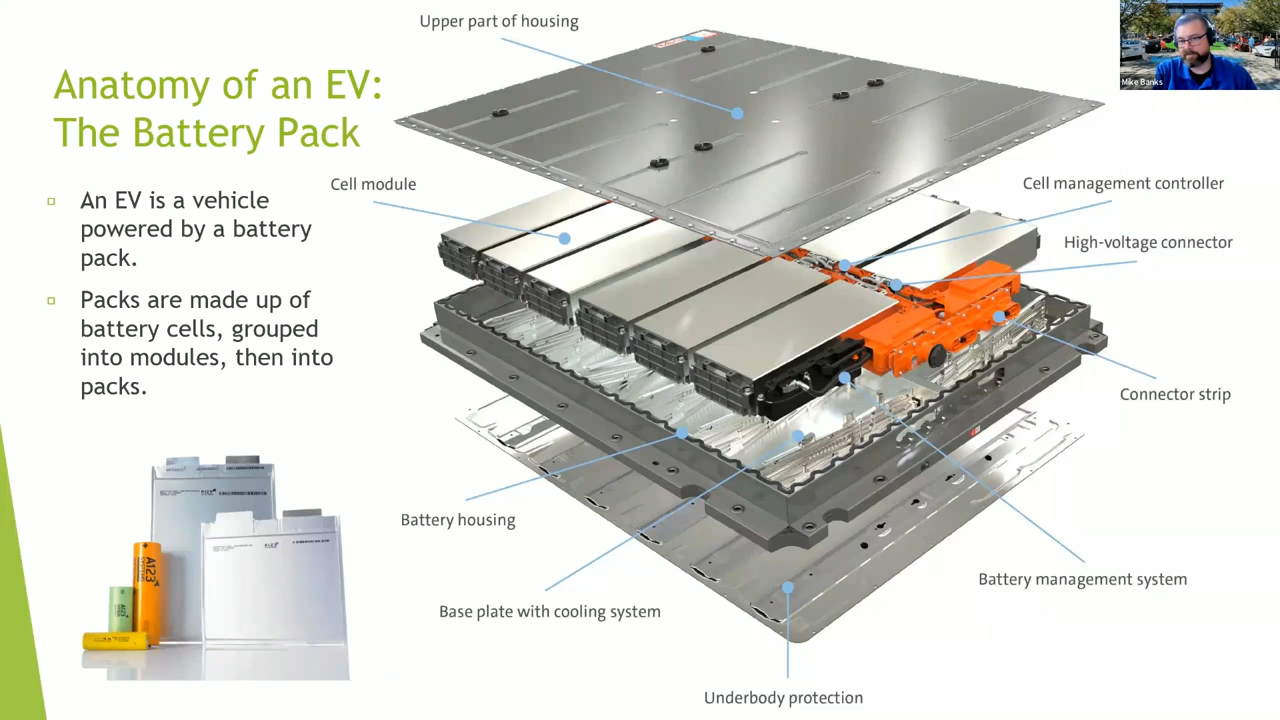 Anatomy of an EV:
The Battery Pack
An EV is a vehicle
powered by a battery
pack.
Packs are made up of
battery cells, grouped
into modules, then into
packs.
Upper part of housing
Cell module
Cell management controller
High-voltage connector
Connector strip
Battery housing
Base plate with cooling system
Battery management system
Underbody protection
Mike Banks
A123
SYSTEMS
A123
A123